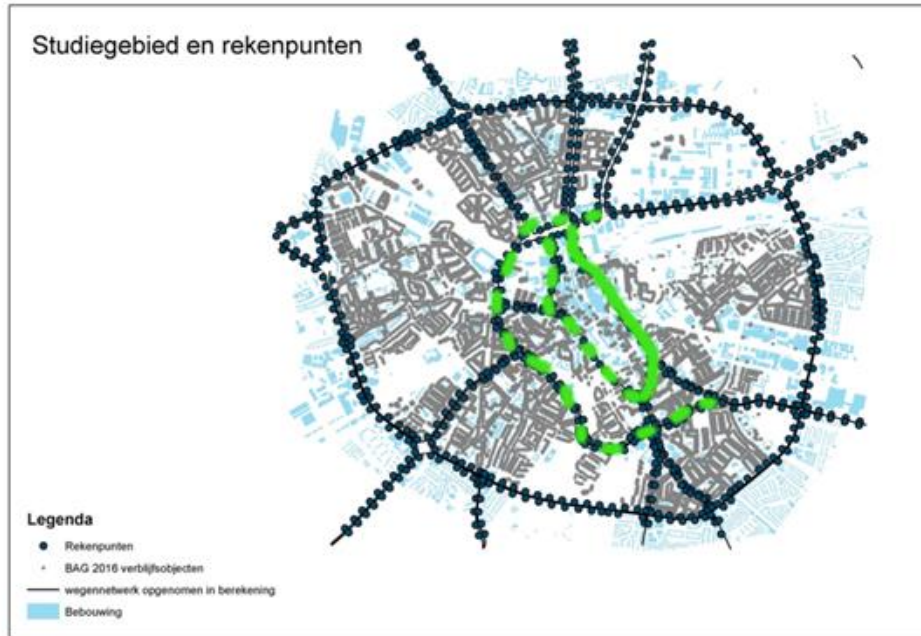 Studiegebied en rekenpunten
Legenda
Rekenpunten
BAG 2016 verblijfsobjecten
wegennetwerk opgenomen in berekening
Bebouwing